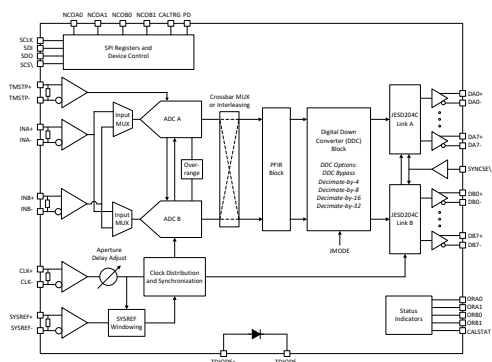 NCOA0 NCOA1 NCOB0 NCOB1 CALTRG PD
SCLK
SDI
SDO
SCS\
SPI Registers and
Device Control
TMSTP+
TMSTP-
INA+
INA-
Input
MUX
ADC A
Crossbar MUX
or Interleaving
Over-
range
INB+
INB-
Input
MUX
ADC B
PFIR
Block
Digital Down
Converter (DDC)
Block
DDC Options:
DDC Bypass
Decimate-by-4
Decimate-by-8
Decimate-by-16
Decimate-by-32
JMODE
JESD204C
Link A
JESD204C
Link B
DA0+
DA0-
DA7+
DA7-
SYNCSE\
DB0+
DB0-
DB7+
DB7-
CLK+
CLK-
Aperture
Delay Adjust
Clock Distribution
and Synchronization
SYSREF+
SYSREF-
SYSREF
Windowing
Status
Indicators
ORA0
ORA1
ORB0
ORB1
CALSTAT